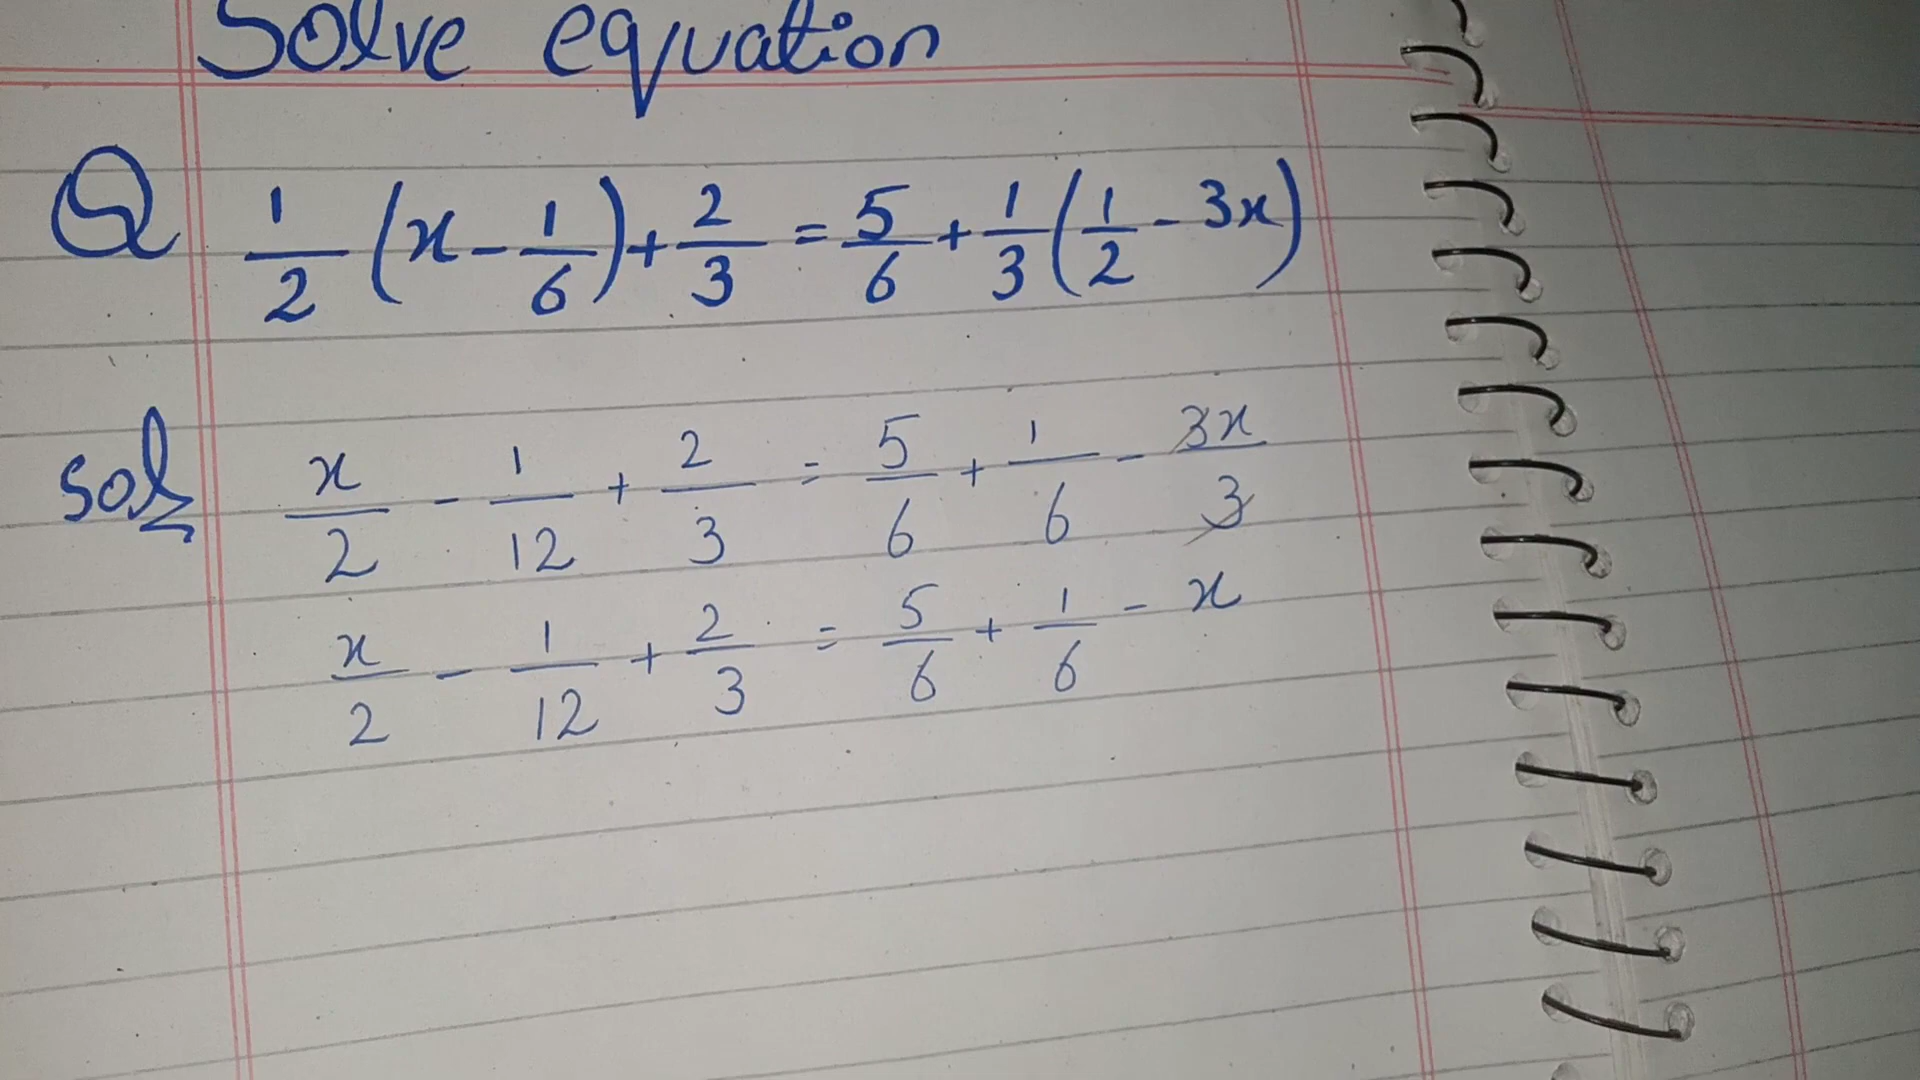 Solve equation
Q 1/2 (x - 1/6) + 2/3 = 5/6 + 1/3 (1/2 - 3x)
Sol x/2 - 1/12 + 2/3 = 5/6 + 1/6 - 3x/3
x/2 - 1/12 + 2/3 = 5/6 + 1/6 - x